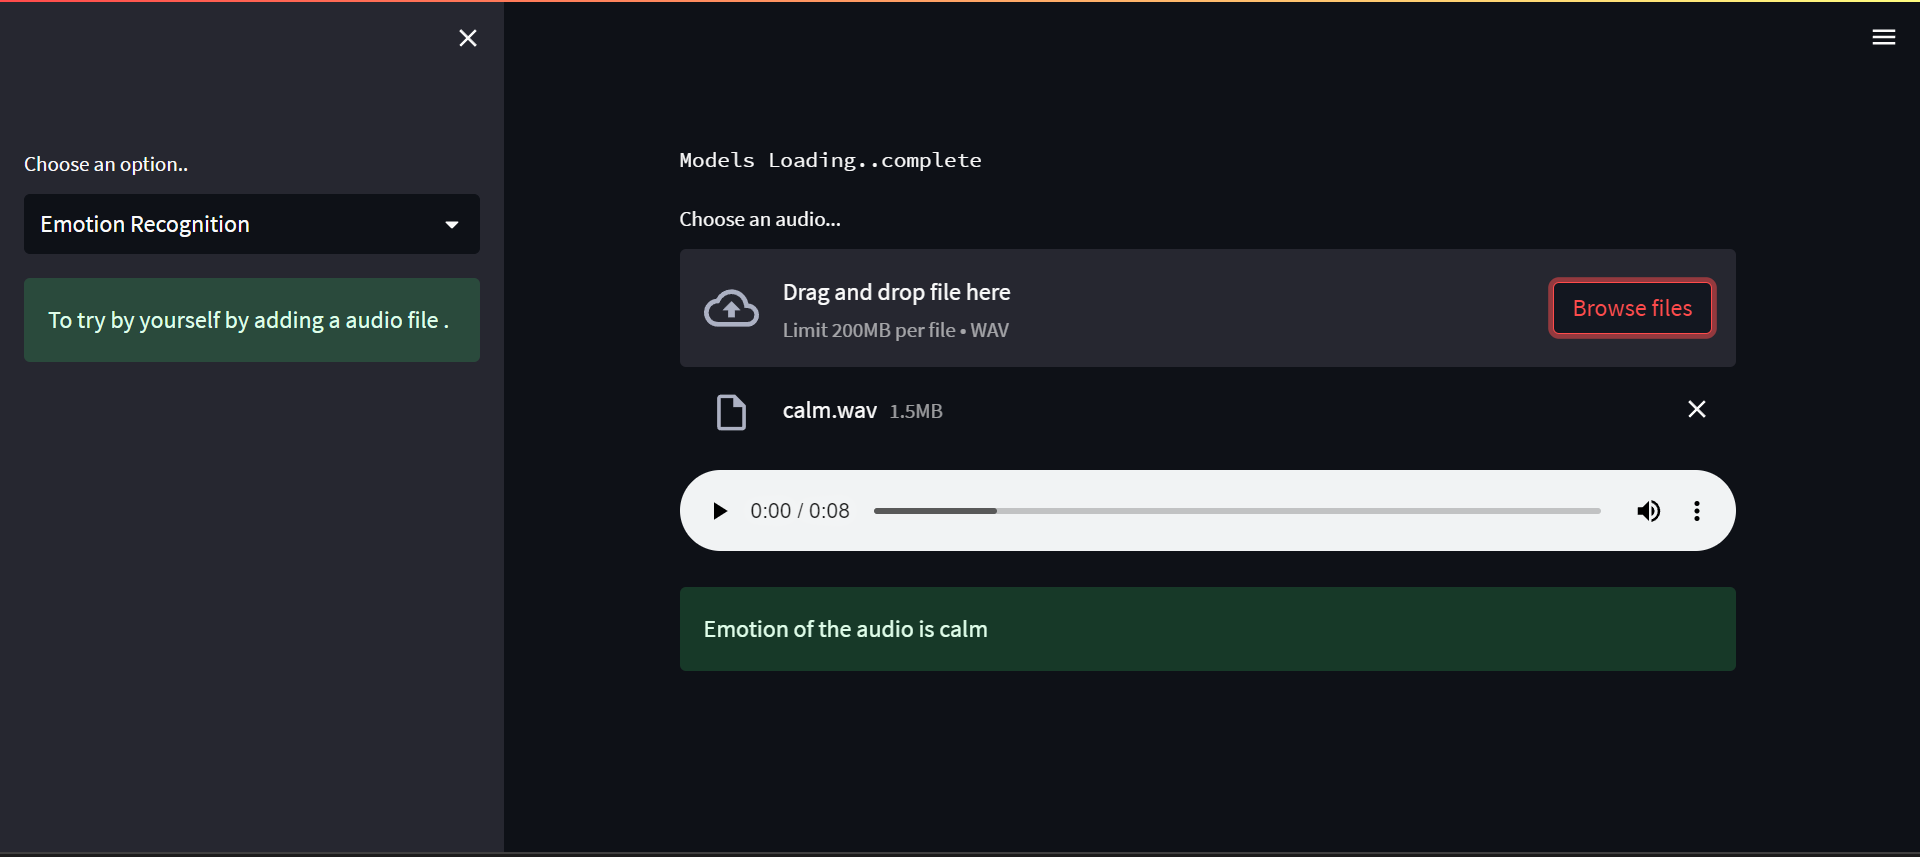 Choose an option..
Emotion Recognition
To try by yourself by adding a audio file .
Models Loading..complete
Choose an audio...
Drag and drop file here
Limit 200MB per file • WAV
Browse files
calm.wav 1.5MB
0:00 / 0:08
Emotion of the audio is calm